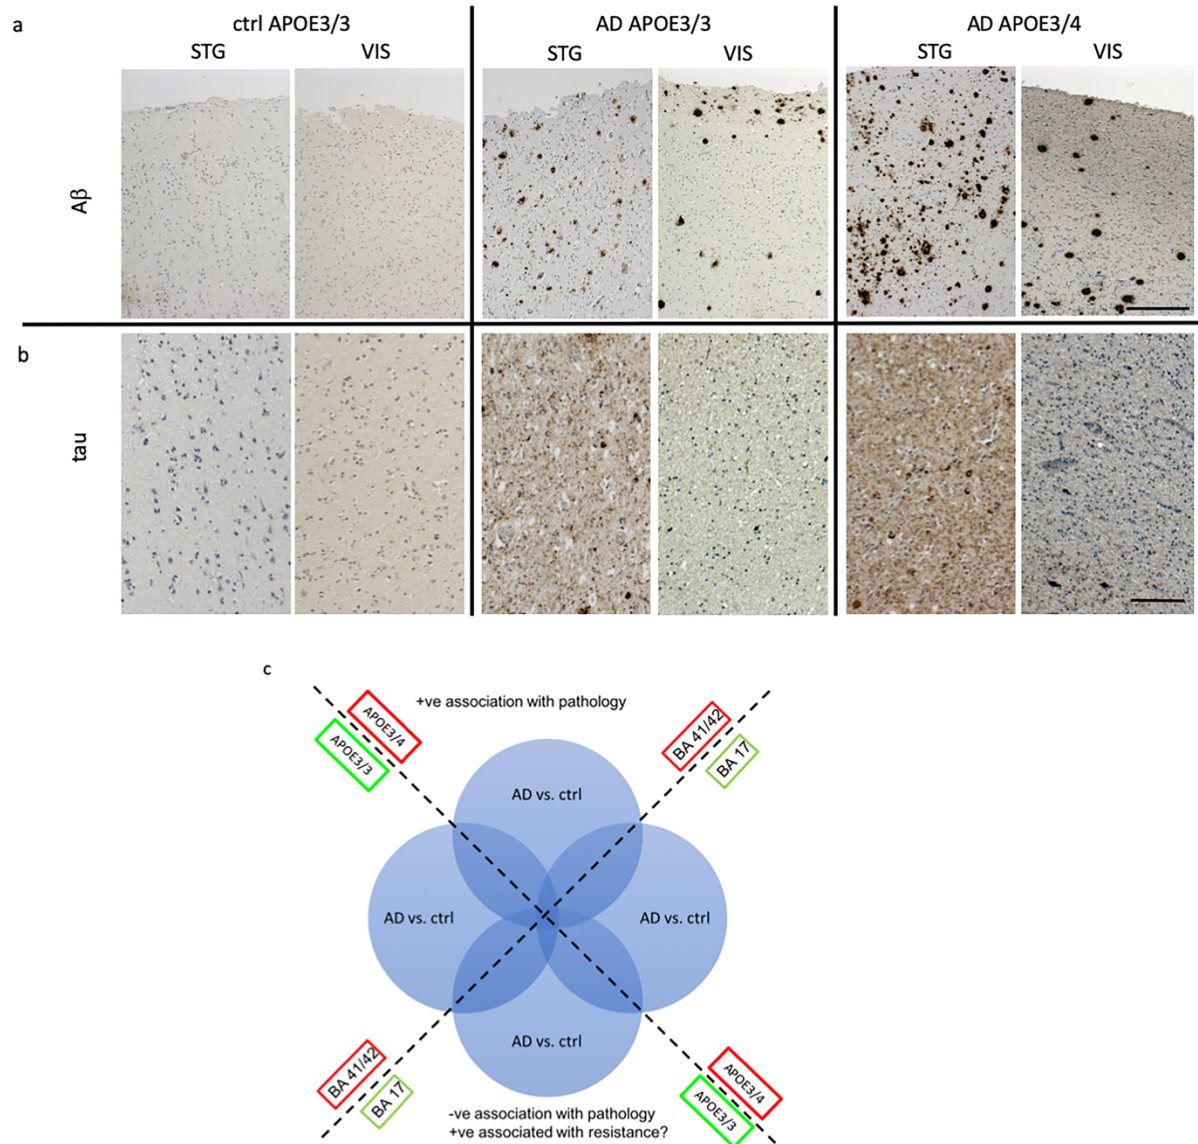 a
ctrl APOE3/3
AD APOE3/3
AD APOE3/4
STG
VIS
STG
VIS
STG
VIS
Aβ
b
tau
c
+ve association with pathology
APOE3/4
APOE3/3
BA 41/42
BA 17
AD vs. ctrl
AD vs. ctrl
AD vs. ctrl
AD vs. ctrl
BA 41/42
BA 17
APOE3/4
APOE3/3
-ve association with pathology
+ve associated with resistance?